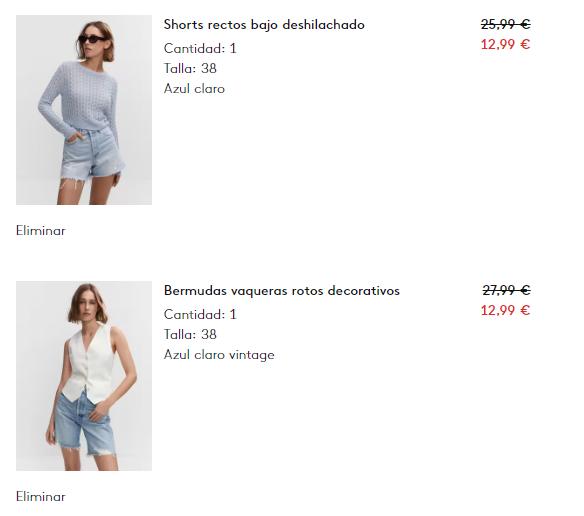 Shorts rectos bajo deshilachado 25,99 €
Cantidad: 1 12,99 €
Talla: 38
Azul claro
Eliminar
Bermudas vaqueras rotos decorativos 27,99 €
Cantidad: 1 12,99 €
Talla: 38
Azul claro vintage
Eliminar